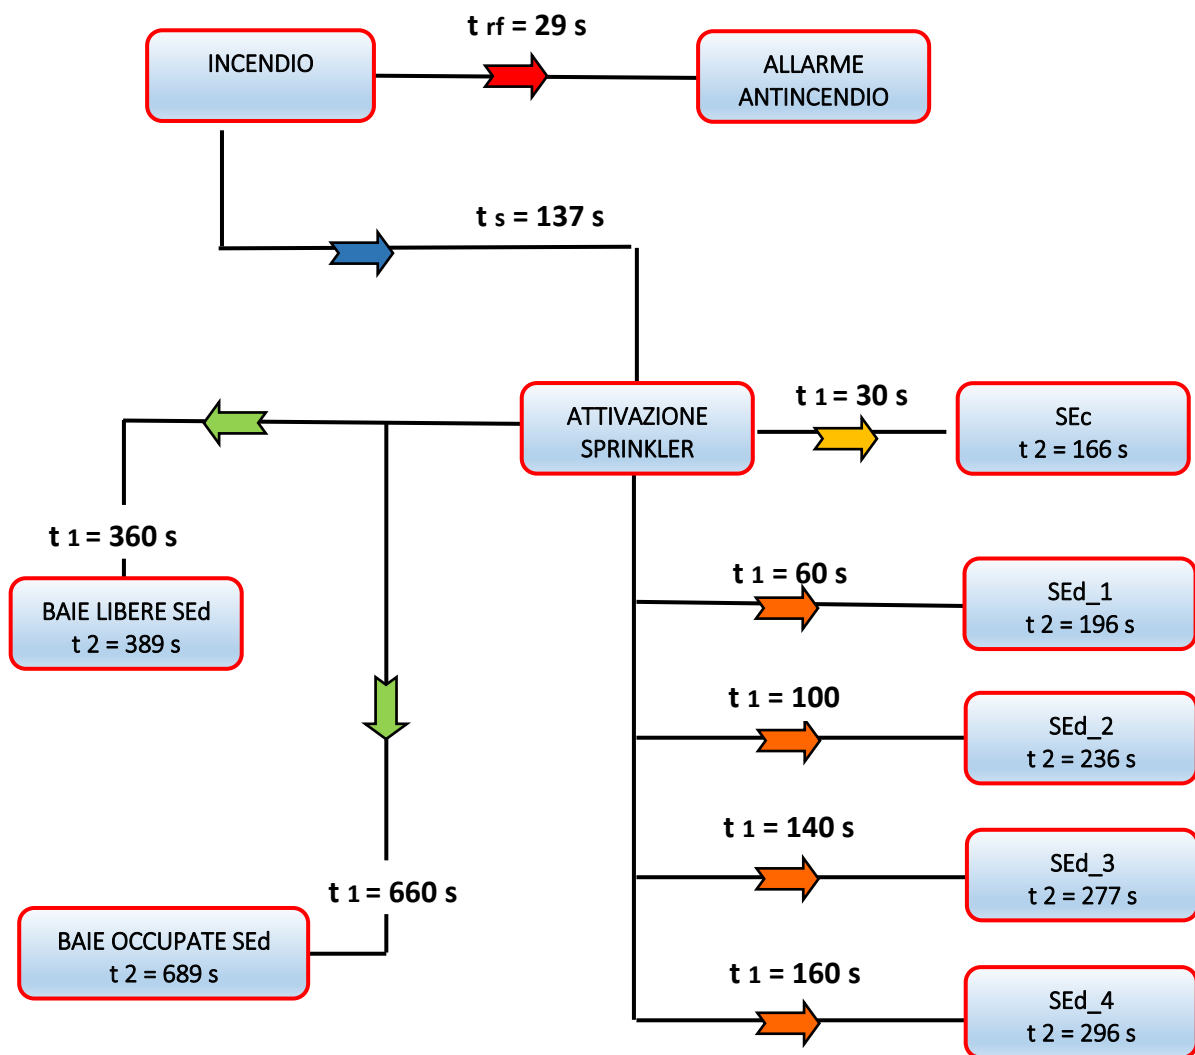 t rf = 29 s
INCENDIO
ALLARME
ANTINCENDIO
t s = 137 s
ATTIVAZIONE
SPRINKLER
t 1 = 30 s
SEc
t 2 = 166 s
t 1 = 360 s
BAIE LIBERE SEd
t 2 = 389 s
t 1 = 60 s
SEd_1
t 2 = 196 s
t 1 = 100
SEd_2
t 2 = 236 s
t 1 = 140 s
SEd_3
t 2 = 277 s
t 1 = 660 s
BAIE OCCUPATE SEd
t 2 = 689 s
t 1 = 160 s
SEd_4
t 2 = 296 s